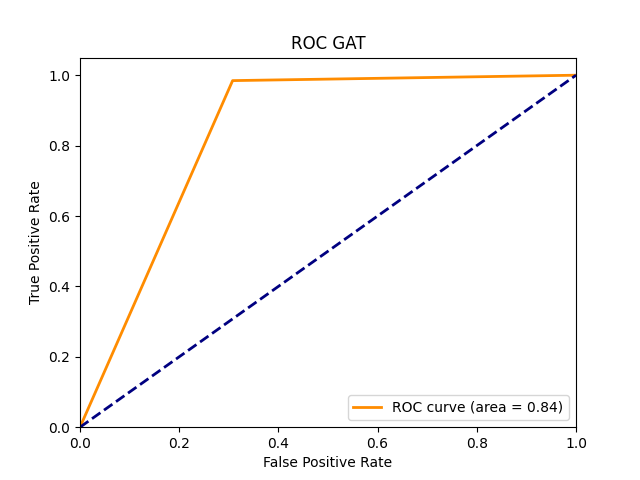 ROC GAT
1.0
0.8
0.6
0.4
0.2
0.0
True Positive Rate
ROC curve (area = 0.84)
0.0 0.2 0.4 0.6 0.8 1.0
False Positive Rate